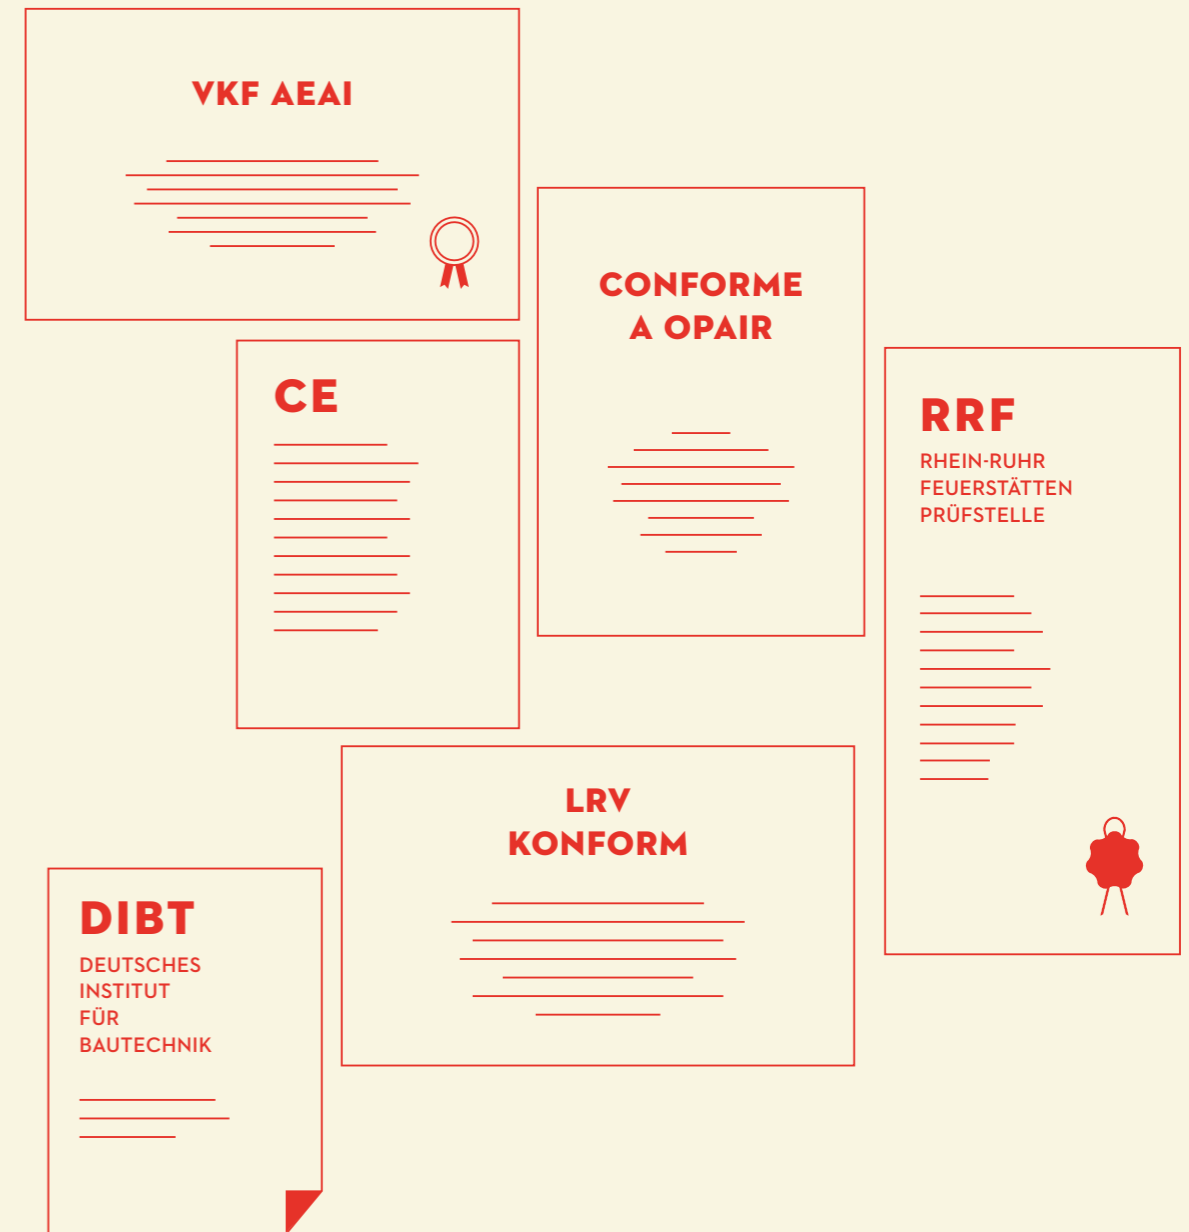 VKF AEAI
CONFORME
A OPAIR
CE
RRF
RHEIN-RUHR
FEUERSTÄTTEN
PRÜFSTELLE
LRV
KONFORM
DIBT
DEUTSCHES
INSTITUT
FÜR
BAUTECHNIK